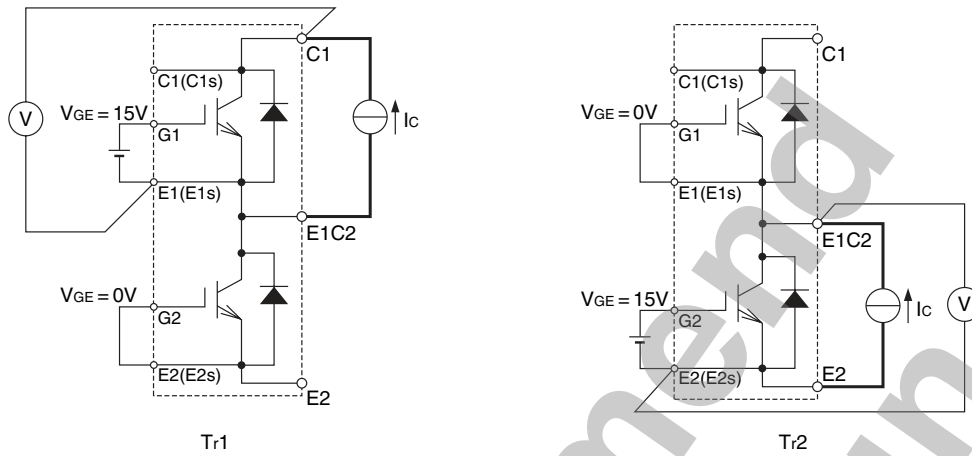 C1
C1(C1s)
VGE = 15V
G1
V
IC
E1(E1s)
E1C2
VGE = 0V
G2
E2(E2s)
E2
Tr1
C1
C1(C1s)
VGE = 0V
G1
E1(E1s)
E1C2
VGE = 15V
G2
IC
V
E2(E2s)
E2
Tr2
mend